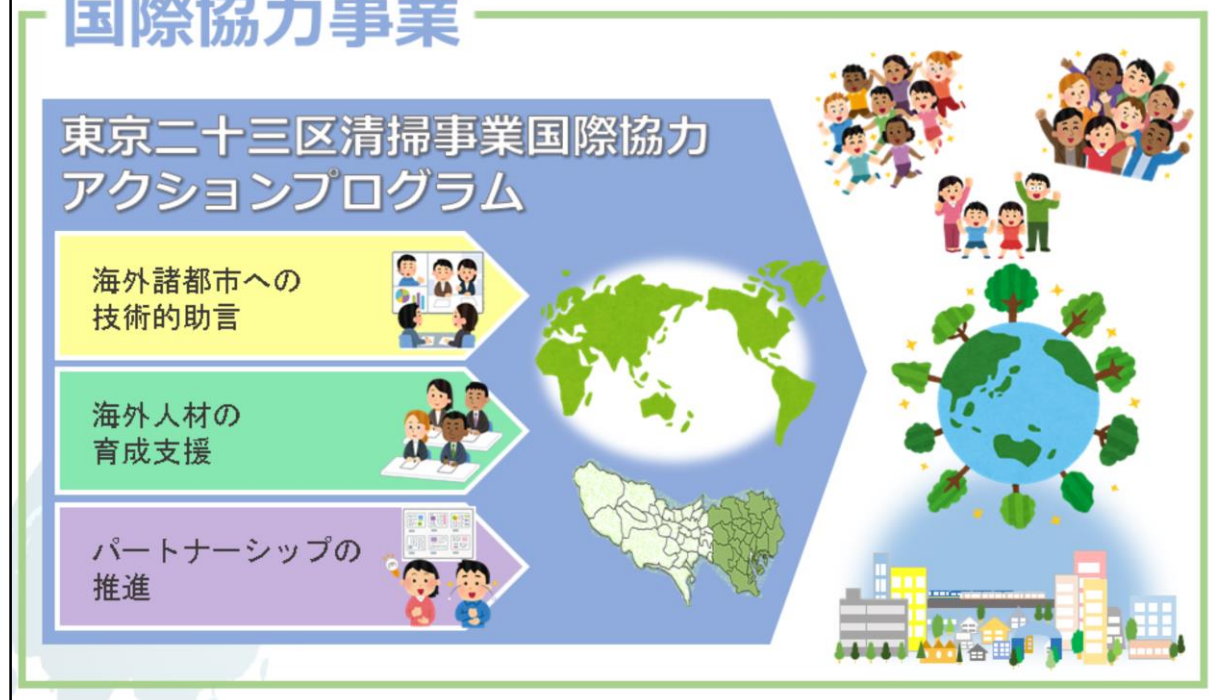 国際協力事業
東京二十三区清掃事業国際協力
アクションプログラム
海外諸都市への
技術的助言
海外人材の
育成支援
パートナーシップの
推進